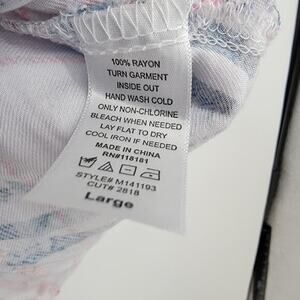 100% RAYON
TURN GARMENT
INSIDE OUT
HAND WASH COLD
ONLY NON-CHLORINE
BLEACH WHEN NEEDED
LAY FLAT TO DRY
COOL IRON IF NEEDED
MADE IN CHINA
RN#118181
STYLE# M141193
CUT# 2818
Large